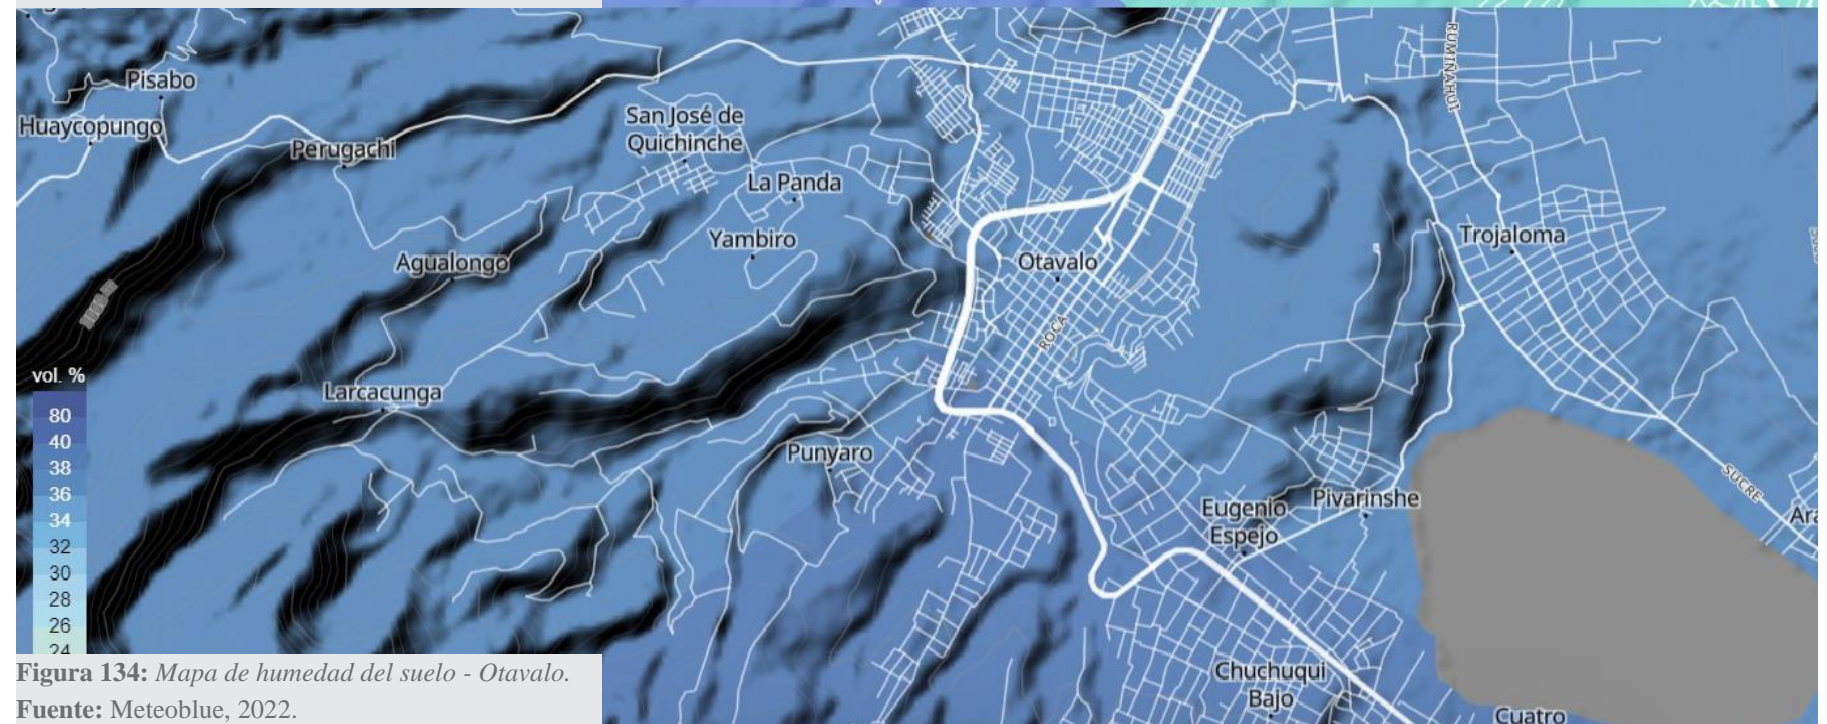 Pisabo
Huaycopungo
Perugachi
San José de
Quichinche
La Panda
Yambiro
Agualongo
Otavalo
ROCA
RUMIÑAHUI
Trojaloma
Larcacunga
Punyaro
Eugenio
Espejo
Pivarinshe
SUCRE
Chuchuqui
Bajo
Cuatro
vol. %
80
40
38
36
34
32
30
28
26
24
Figura 134: Mapa de humedad del suelo - Otavalo.
Fuente: Meteoblue, 2022.